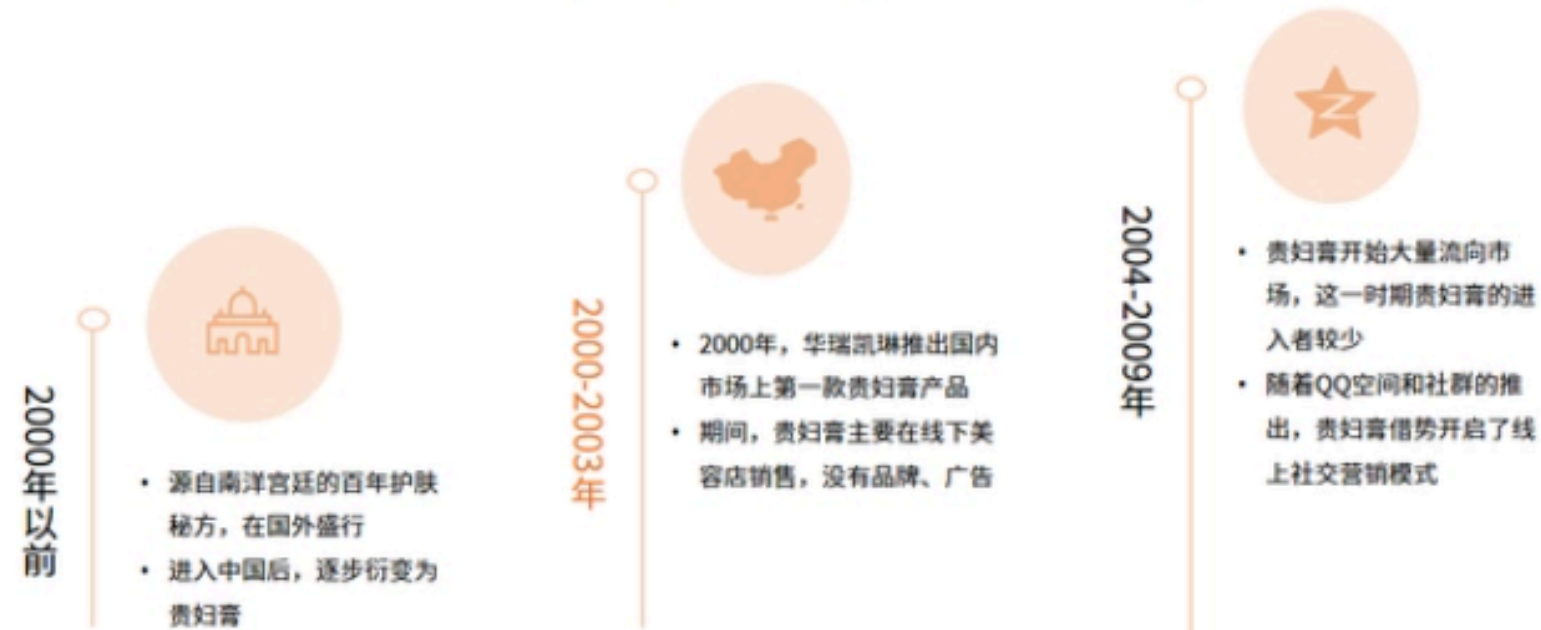 2000年以前
• 源自南洋宫廷的百年护肤
秘方，在国外盛行
• 进入中国后，逐步衍变为
贵妇膏
2000-2003年
• 2000年，华瑞凯琳推出国内
市场上第一款贵妇膏产品
• 期间，贵妇膏主要在线下美
容店销售，没有品牌、广告
2004-2009年
• 贵妇膏开始大量流向市
场，这一时期贵妇膏的进
入者较少
• 随着QQ空间和社群的推
出，贵妇膏借势开启了线
上社交营销模式